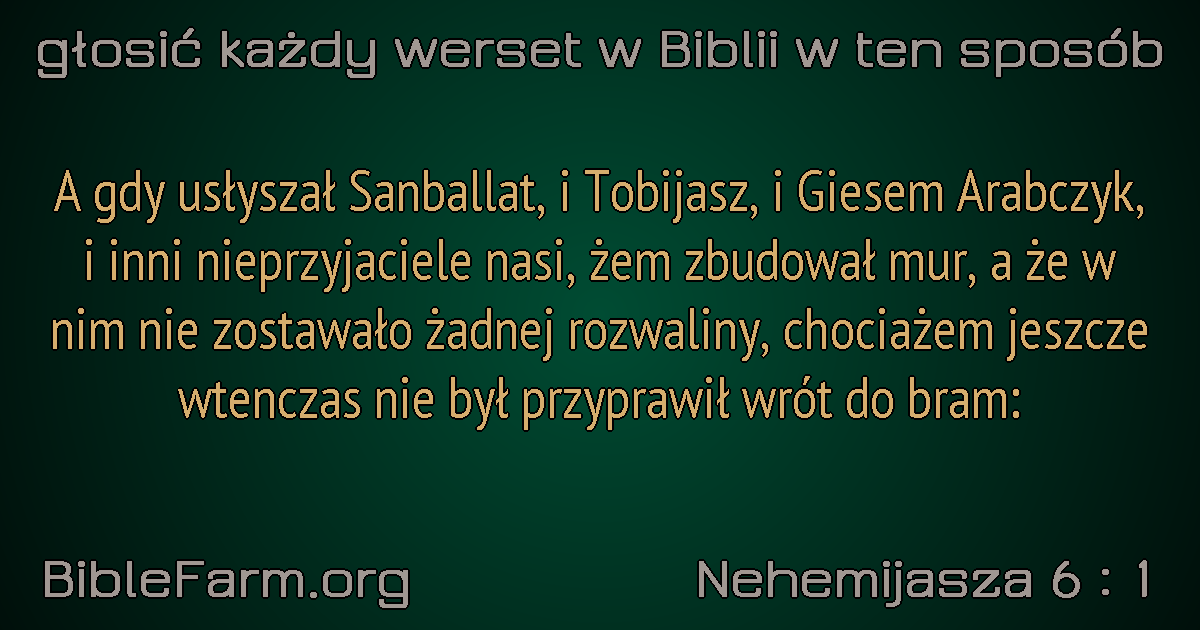 głosić każdy werset w Biblii w ten sposób
A gdy usłyszał Sanballat, i Tobijasz, i Giesem Arabczyk,
i inni nieprzyjaciele nasi, żem zbudował mur, a że w
nim nie zostawało żadnej rozwaliny, chociażem jeszcze
wtenczas nie był przyprawił wrót do bram:
BibleFarm.org
Nehemijasza 6 : 1